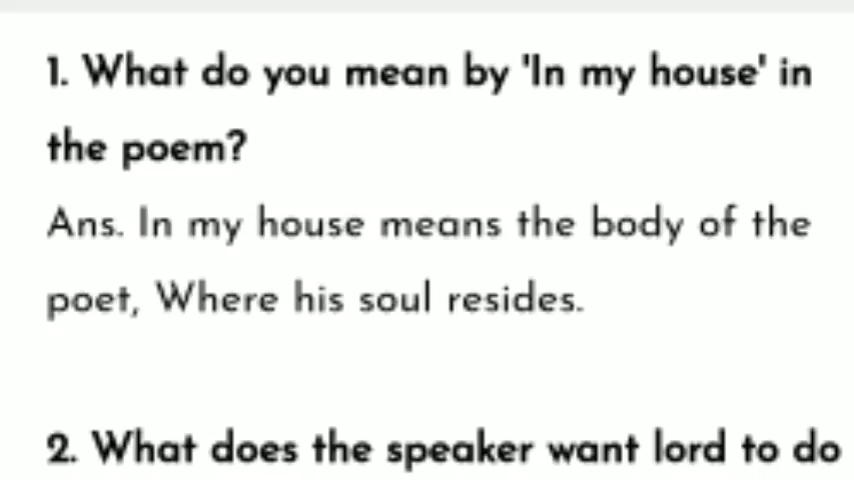 1. What do you mean by 'In my house' in
the poem?
Ans. In my house means the body of the
poet, Where his soul resides.
2. What does the speaker want lord to do